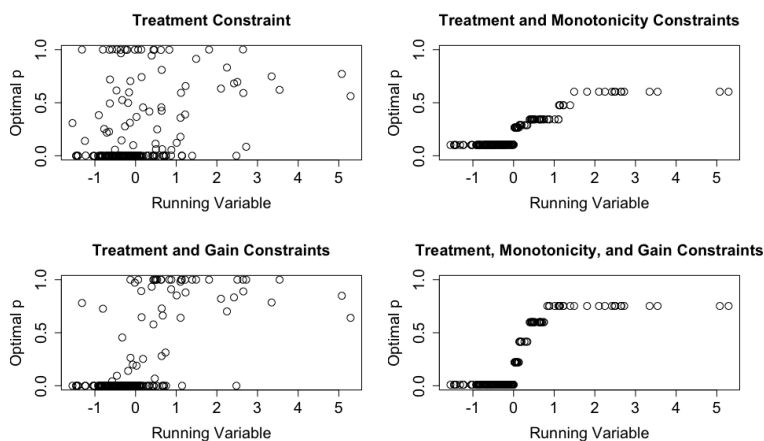 Treatment Constraint
Optimal p
0.0 0.5 1.0
-1 0 1 2 3 4 5
Running Variable
Treatment and Monotonicity Constraints
Optimal p
0.0 0.5 1.0
-1 0 1 2 3 4 5
Running Variable
Treatment and Gain Constraints
Optimal p
0.0 0.5 1.0
-1 0 1 2 3 4 5
Running Variable
Treatment, Monotonicity, and Gain Constraints
Optimal p
0.0 0.5 1.0
-1 0 1 2 3 4 5
Running Variable